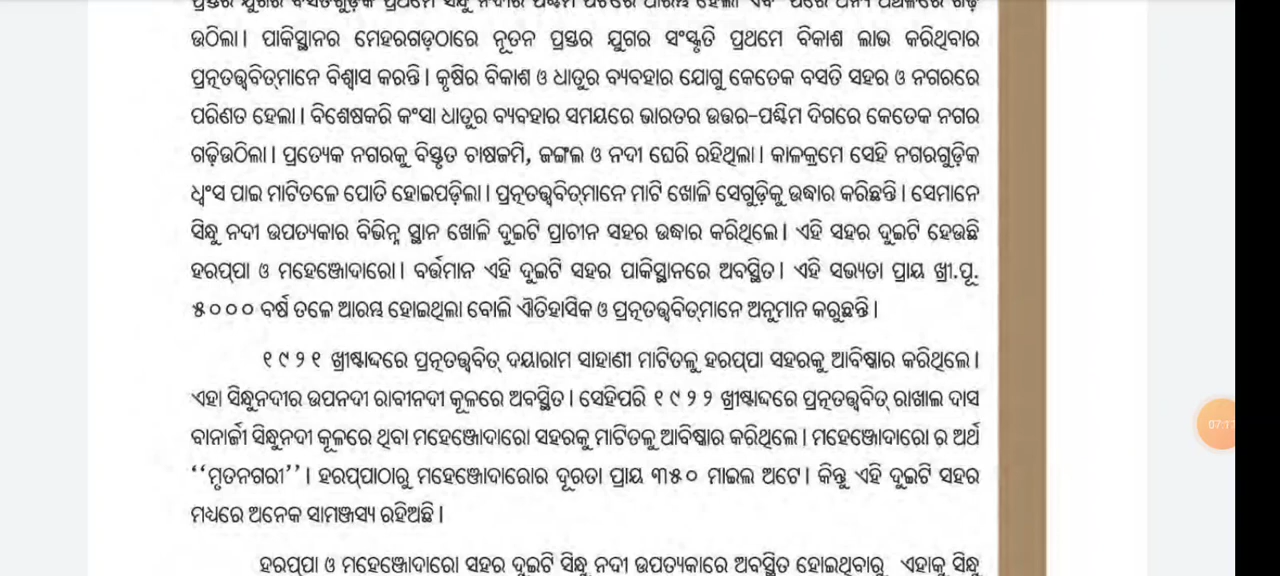 ଉଠିଲା। ପାକିସ୍ଥାନର ମେହରଗଡ଼ଠାରେ ନୂତନ ପ୍ରସ୍ତର ଯୁଗର ସଂସ୍କୃତି ପ୍ରଥମେ ବିକାଶ ଲାଭ କରିଥିବାର
ପ୍ରତ୍ନତତ୍ତ୍ୱବିତ୍‌ମାନେ ବିଶ୍ୱାସ କରନ୍ତି। କୃଷିର ବିକାଶ ଓ ଧାତୁର ବ୍ୟବହାର ଯୋଗୁ କେତେକ ବସତି ସହର ଓ ନଗରରେ
ପରିଣତ ହେଲା। ବିଶେଷକରି କଂସା ଧାତୁର ବ୍ୟବହାର ସମୟରେ ଭାରତର ଉତ୍ତର-ପଶ୍ଚିମ ଦିଗରେ କେତେକ ନଗର
ଗଢ଼ିଉଠିଲା। ପ୍ରତ୍ୟେକ ନଗରକୁ ବିସ୍ତୃତ ଚାଷଜମି, ଜଙ୍ଗଲ ଓ ନଦୀ ଘେରି ରହିଥିଲା। କାଳକ୍ରମେ ସେହି ନଗରଗୁଡ଼ିକ
ଧ୍ୱଂସ ପାଇ ମାଟିତଳେ ପୋତି ହୋଇପଡ଼ିଲା। ପ୍ରତ୍ନତତ୍ତ୍ୱବିତ୍‌ମାନେ ମାଟି ଖୋଳି ସେଗୁଡ଼ିକୁ ଉଦ୍ଧାର କରିଛନ୍ତି। ସେମାନେ
ସିନ୍ଧୁ ନଦୀ ଉପତ୍ୟକାର ବିଭିନ୍ନ ସ୍ଥାନ ଖୋଳି ଦୁଇଟି ପ୍ରାଚୀନ ସହର ଉଦ୍ଧାର କରିଥିଲେ। ଏହି ସହର ଦୁଇଟି ହେଉଛି
ହରପ୍‌ପା ଓ ମହେଞ୍ଜୋଦାରୋ। ବର୍ତ୍ତମାନ ଏହି ଦୁଇଟି ସହର ପାକିସ୍ଥାନରେ ଅବସ୍ଥିତ। ଏହି ସଭ୍ୟତା ପ୍ରାୟ ଖ୍ରୀ.ପୂ.
୫୦୦୦ ବର୍ଷ ତଳେ ଆରମ୍ଭ ହୋଇଥିଲା ବୋଲି ଐତିହାସିକ ଓ ପ୍ରତ୍ନତତ୍ତ୍ୱବିତ୍‌ମାନେ ଅନୁମାନ କରୁଛନ୍ତି।
୧୯୨୧ ଖ୍ରୀଷ୍ଟାବ୍ଦରେ ପ୍ରତ୍ନତତ୍ତ୍ୱବିତ୍ ଦୟାରାମ ସାହାଣୀ ମାଟିତଳୁ ହରପ୍‌ପା ସହରକୁ ଆବିଷ୍କାର କରିଥିଲେ।
ଏହା ସିନ୍ଧୁନଦୀର ଉପନଦୀ ରାବୀନଦୀ କୂଳରେ ଅବସ୍ଥିତ। ସେହିପରି ୧୯୨୨ ଖ୍ରୀଷ୍ଟାବ୍ଦରେ ପ୍ରତ୍ନତତ୍ତ୍ୱବିତ୍ ରାଖାଲ ଦାସ
ବାନାର୍ଜୀ ସିନ୍ଧୁନଦୀ କୂଳରେ ଥିବା ମହେଞ୍ଜୋଦାରୋ ସହରକୁ ମାଟିତଳୁ ଆବିଷ୍କାର କରିଥିଲେ। ମହେଞ୍ଜୋଦାରୋ ର ଅର୍ଥ
‘‘ମୃତନଗରୀ’’। ହରପ୍‌ପାଠାରୁ ମହେଞ୍ଜୋଦାରୋର ଦୂରତା ପ୍ରାୟ ୩୫୦ ମାଇଲ ଅଟେ। କିନ୍ତୁ ଏହି ଦୁଇଟି ସହର
ମଧ୍ୟରେ ଅନେକ ସାମଞ୍ଜସ୍ୟ ରହିଅଛି।
ହରପ୍‌ପା ଓ ମହେଞ୍ଜୋଦାରୋ ସହର ଦୁଇଟି ସିନ୍ଧୁ ନଦୀ ଉପତ୍ୟକାରେ ଅବସ୍ଥିତ ହୋଇଥିବାରୁ ଏହାକୁ ସିନ୍ଧୁ